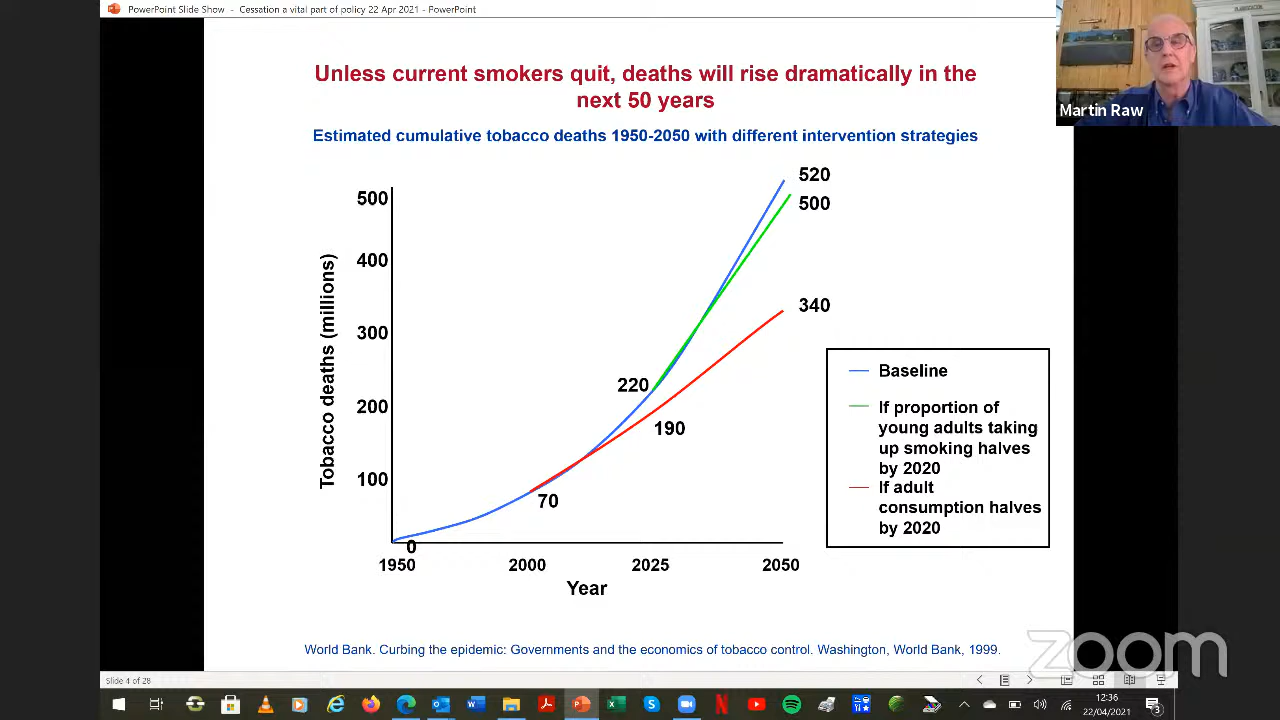 PowerPoint Slide Show - Cessation a vital part of policy 22 Apr 2021 - PowerPoint
Martin Raw
Unless current smokers quit, deaths will rise dramatically in the
next 50 years
Estimated cumulative tobacco deaths 1950-2050 with different intervention strategies
Tobacco deaths (millions)
500
400
300
200
100
0
70
220
190
520
500
340
1950
2000
2025
2050
Year
Baseline
If proportion of
young adults taking
up smoking halves
by 2020
If adult
consumption halves
by 2020
World Bank. Curbing the epidemic: Governments and the economics of tobacco control. Washington, World Bank, 1999.
zoom
Slide 4 of 28
12:36
22/04/2021
3